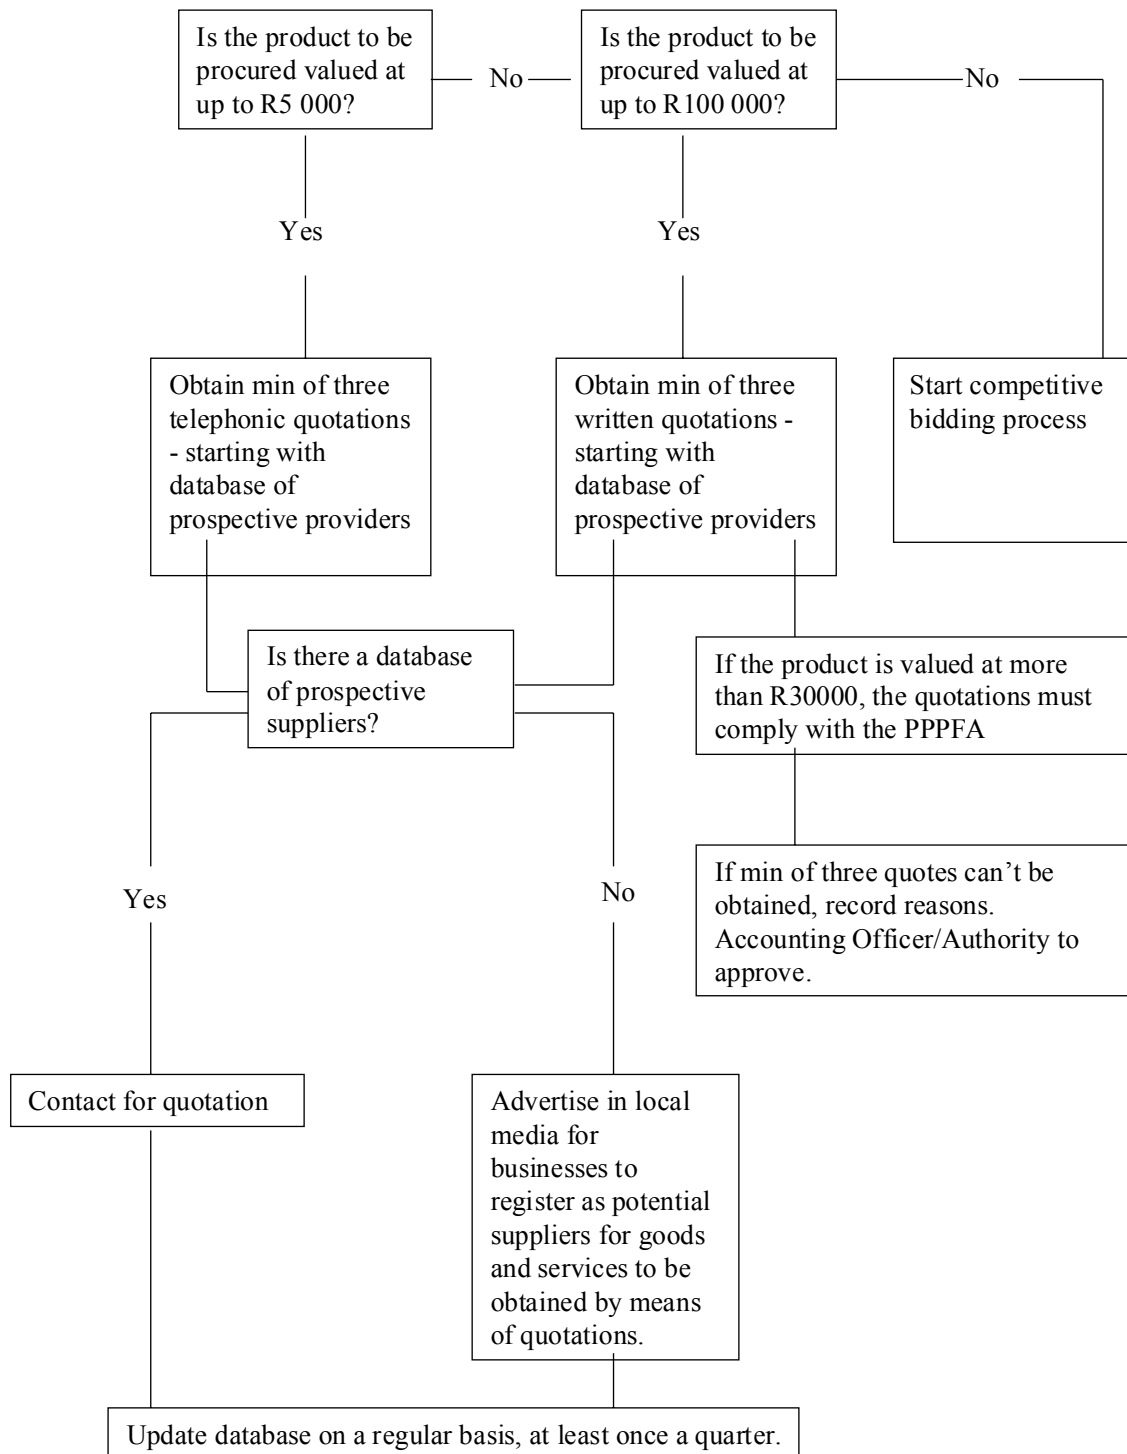 Is the product to be
procured valued at
up to R5 000?
No
Is the product to be
procured valued at
up to R100 000?
No
Yes
Yes
Obtain min of three
telephonic quotations
- starting with
database of
prospective providers
Obtain min of three
written quotations -
starting with
database of
prospective providers
Start competitive
bidding process
Is there a database
of prospective
suppliers?
If the product is valued at more
than R30000, the quotations must
comply with the PPPFA
Yes
No
If min of three quotes can’t be
obtained, record reasons.
Accounting Officer/Authority to
approve.
Contact for quotation
Advertise in local
media for
businesses to
register as potential
suppliers for goods
and services to be
obtained by means
of quotations.
Update database on a regular basis, at least once a quarter.